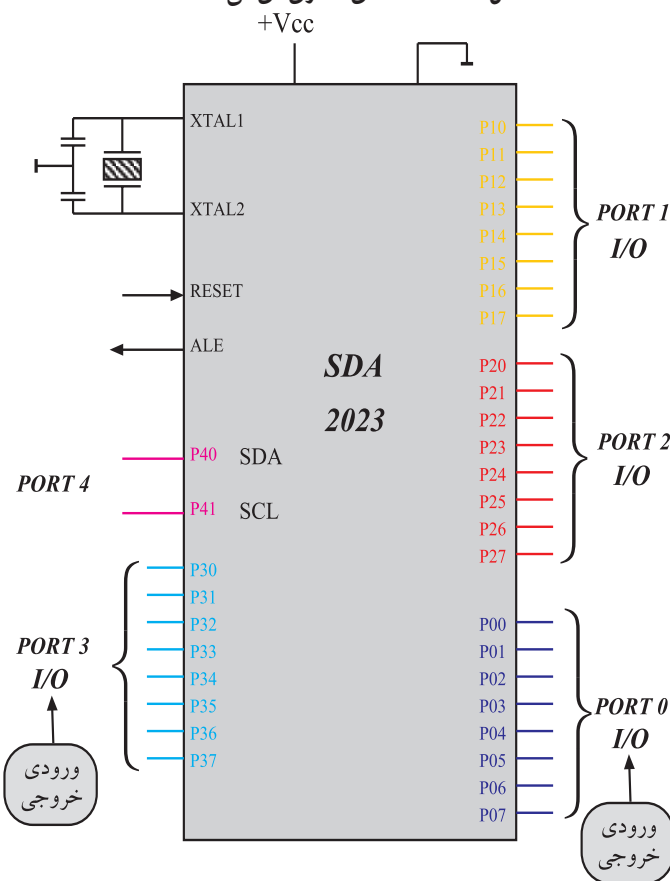 +Vcc
XTAL1
XTAL2
RESET
ALE
P40 SDA
P41 SCL
PORT 4
P30
P31
P32
P33
P34
P35
P36
P37
PORT 3
I/O
ورودی
خروجی
SDA
2023
P10
P11
P12
P13
P14
P15
P16
P17
PORT 1
I/O
P20
P21
P22
P23
P24
P25
P26
P27
PORT 2
I/O
P00
P01
P02
P03
P04
P05
P06
P07
PORT 0
I/O
ورودی
خروجی